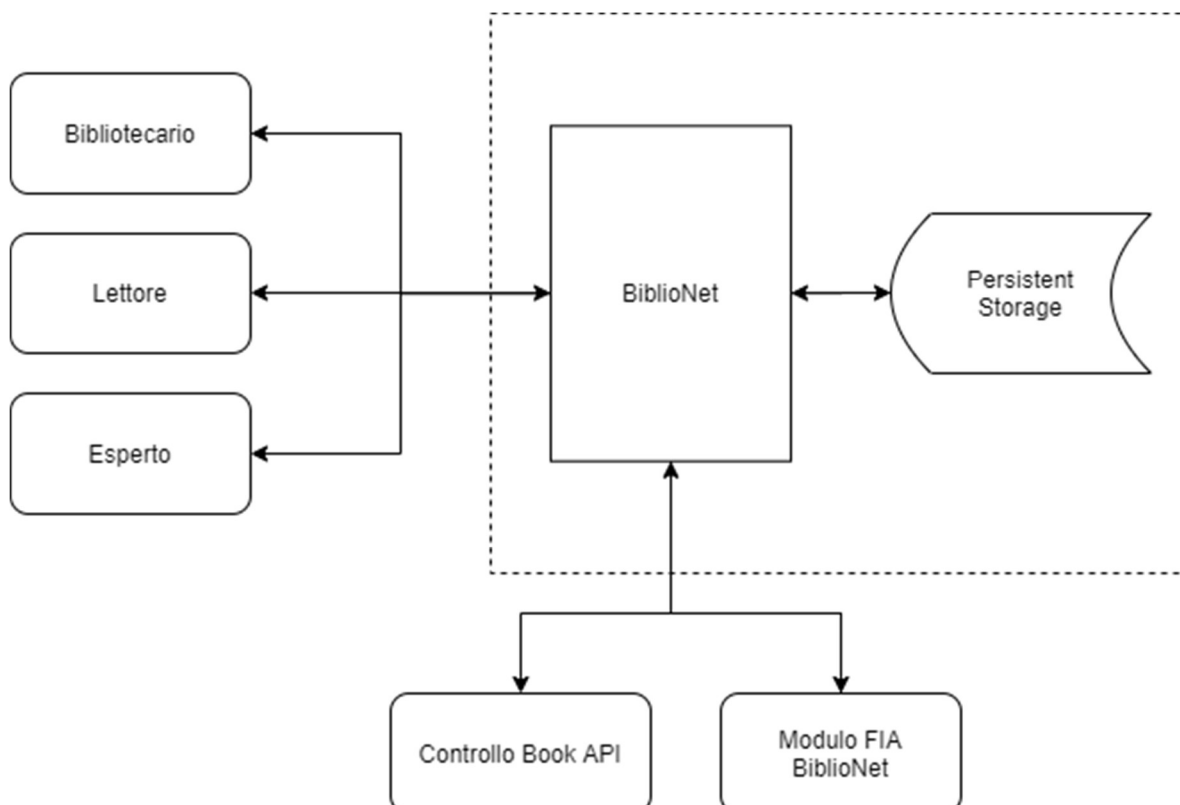 Bibliotecario
Lettore
Esperto
BiblioNet
Persistent
Storage
Controllo Book API
Modulo FIA
BiblioNet